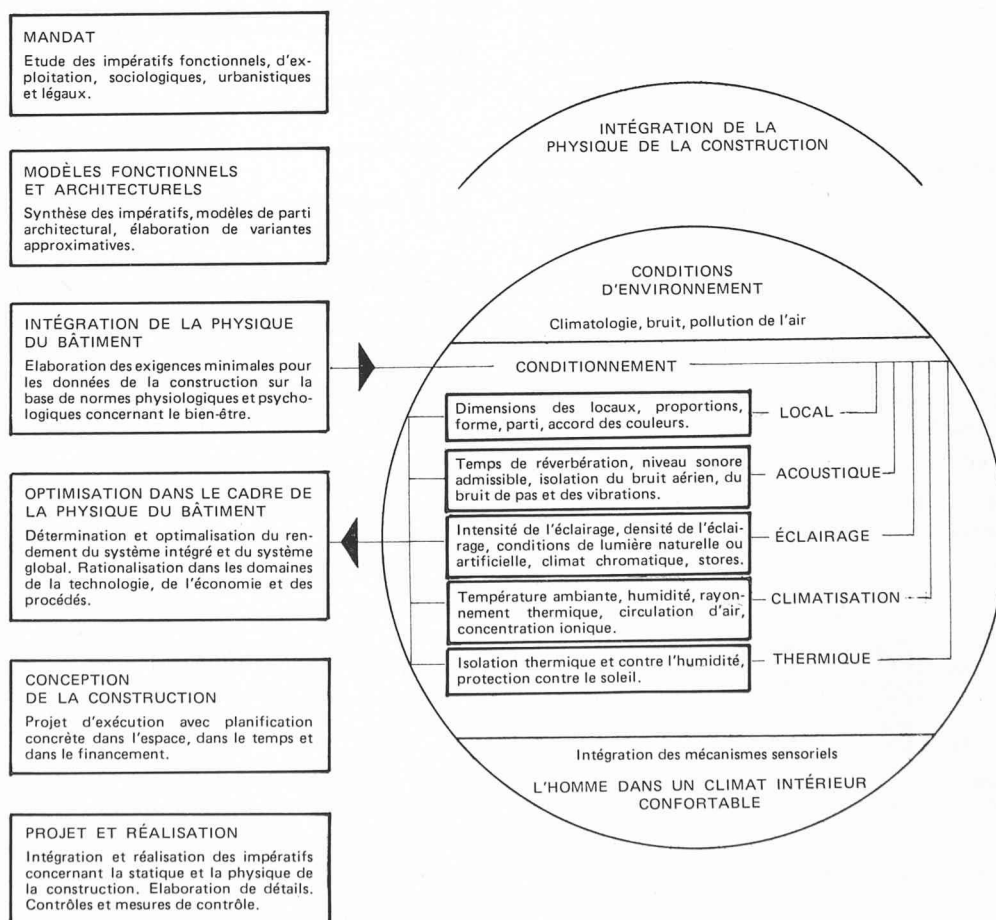 MANDAT
Etude des impératifs fonctionnels, d'ex-
ploitation, sociologiques, urbanistiques
et légaux.
MODÈLES FONCTIONNELS
ET ARCHITECTURELS
Synthèse des impératifs, modèles de parti
architectural, élaboration de variantes
approximatives.
INTÉGRATION DE LA PHYSIQUE
DU BÂTIMENT
Elaboration des exigences minimales pour
les données de la construction sur la
base de normes physiologiques et psycho-
logiques concernant le bien-être.
OPTIMISATION DANS LE CADRE DE
LA PHYSIQUE DU BÂTIMENT
Détermination et optimalisation du ren-
dement du système intégré et du système
global. Rationalisation dans les domaines
de la technologie, de l'économie et des
procédés.
CONCEPTION
DE LA CONSTRUCTION
Projet d'exécution avec planification
concrète dans l'espace, dans le temps et
dans le financement.
PROJET ET RÉALISATION
Intégration et réalisation des impératifs
concernant la statique et la physique de
la construction. Elaboration de détails.
Contrôles et mesures de contrôle.
INTÉGRATION DE LA
PHYSIQUE DE LA CONSTRUCTION
CONDITIONS
D'ENVIRONNEMENT
Climatologie, bruit, pollution de l'air
CONDITIONNEMENT
Dimensions des locaux, proportions,
forme, parti, accord des couleurs.
LOCAL
Temps de réverbération, niveau sonore
admissible, isolation du bruit aérien, du
bruit de pas et des vibrations.
ACOUSTIQUE
Intensité de l'éclairage, densité de l'éclai-
rage, conditions de lumière naturelle ou
artificielle, climat chromatique, stores.
ÉCLAIRAGE
Température ambiante, humidité, rayon-
nement thermique, circulation d'air,
concentration ionique.
CLIMATISATION
Isolation thermique et contre l'humidité,
protection contre le soleil.
THERMIQUE
Intégration des mécanismes sensoriels
L'HOMME DANS UN CLIMAT INTÉRIEUR
CONFORTABLE